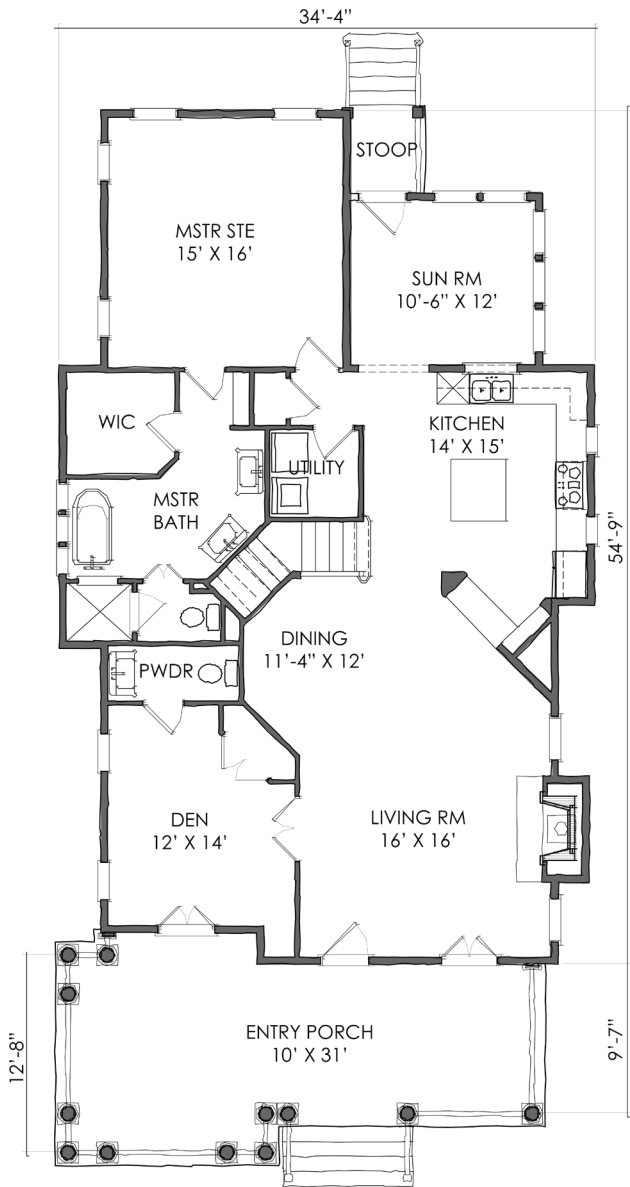 34'-4"
STOOP
MSTR STE
15' X 16'
SUN RM
10'-6" X 12'
WIC
KITCHEN
14' X 15'
UTILITY
MSTR
BATH
54'-9"
DINING
11'-4" X 12'
PWDR
DEN
12' X 14'
LIVING RM
16' X 16'
ENTRY PORCH
10' X 31'
12'-8"
9'-7"